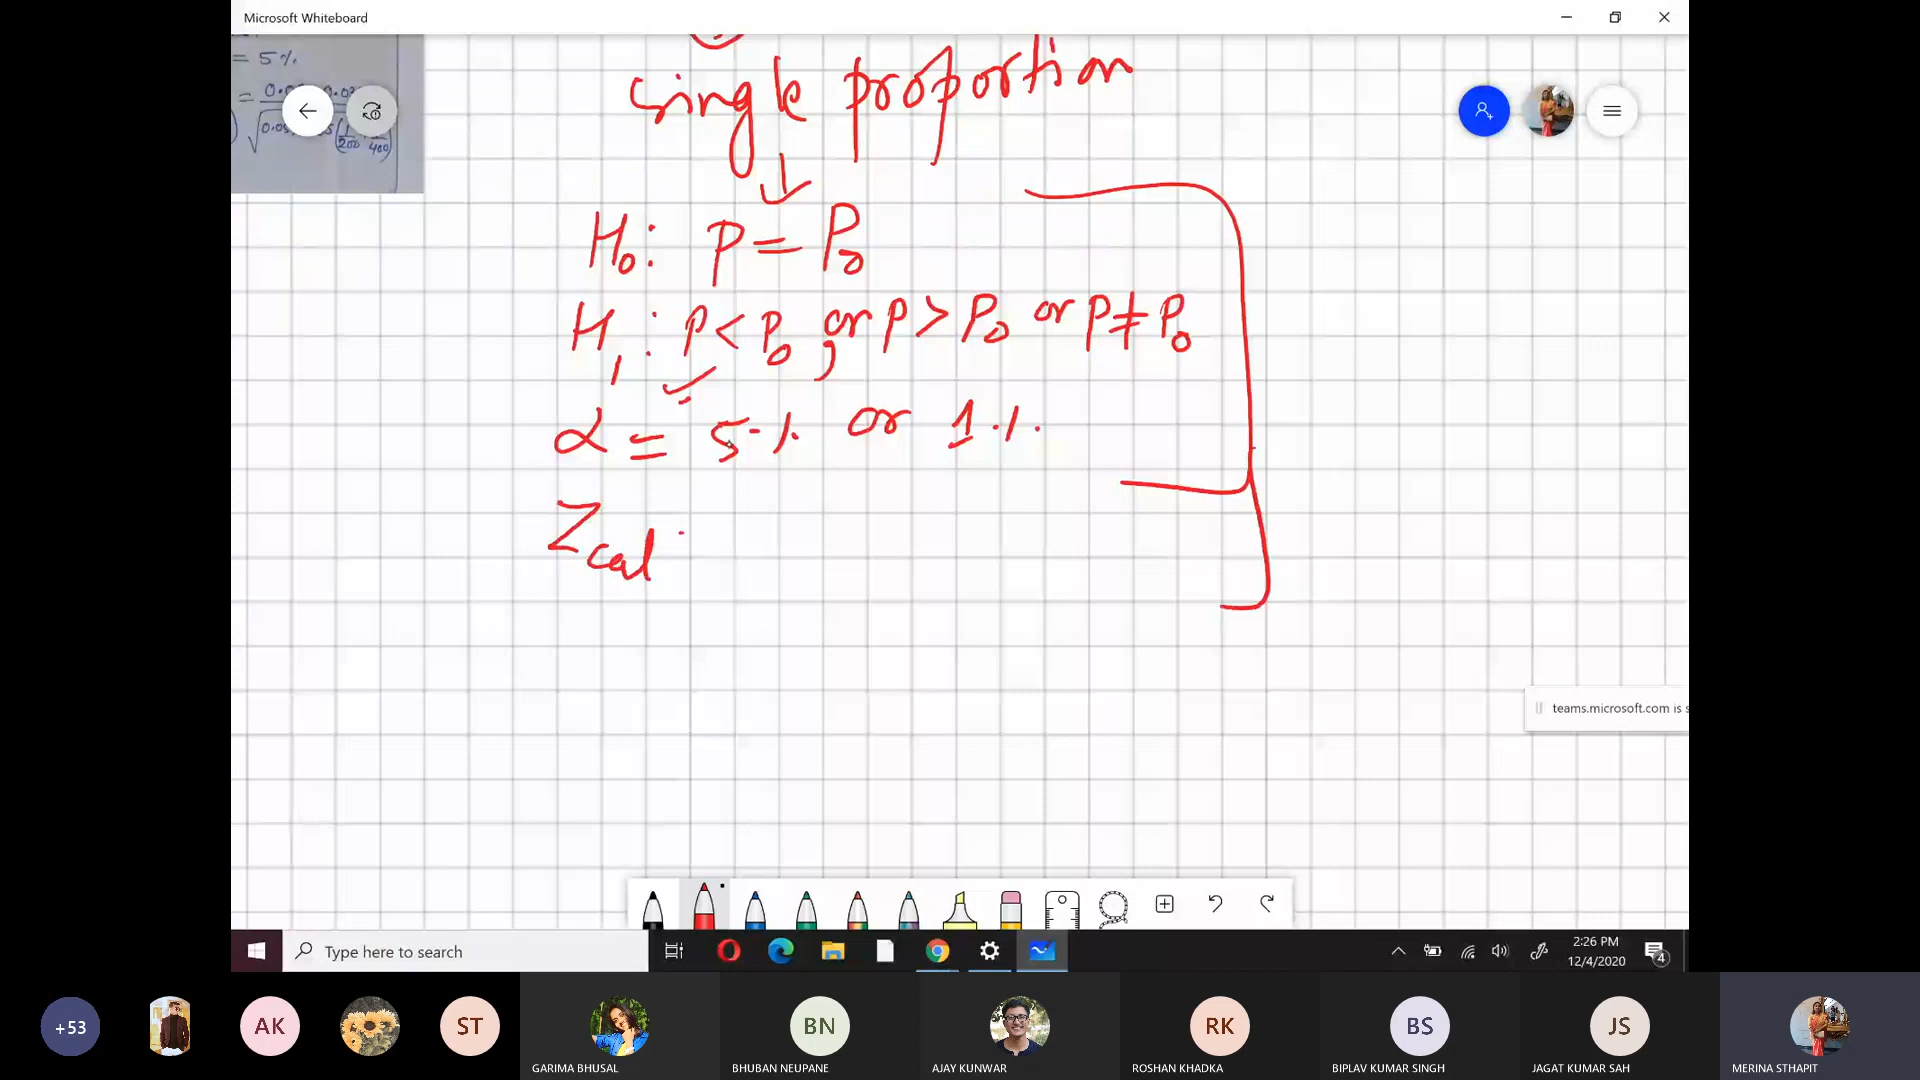 Microsoft Whiteboard
= 5%
single proportion
H₀: P = P₀
H₁: P < P₀, or P > P₀ or P ≠ P₀
α = 5% or 1%.
Zcal
teams.microsoft.com is s
Type here to search
2:26 PM
12/4/2020
4
+53
AK
ST
BN
RK
BS
JS
GARIMA BHUSAL
BHUBAN NEUPANE
AJAY KUNWAR
ROSHAN KHADKA
BIPLAV KUMAR SINGH
JAGAT KUMAR SAH
MERINA STHAPIT